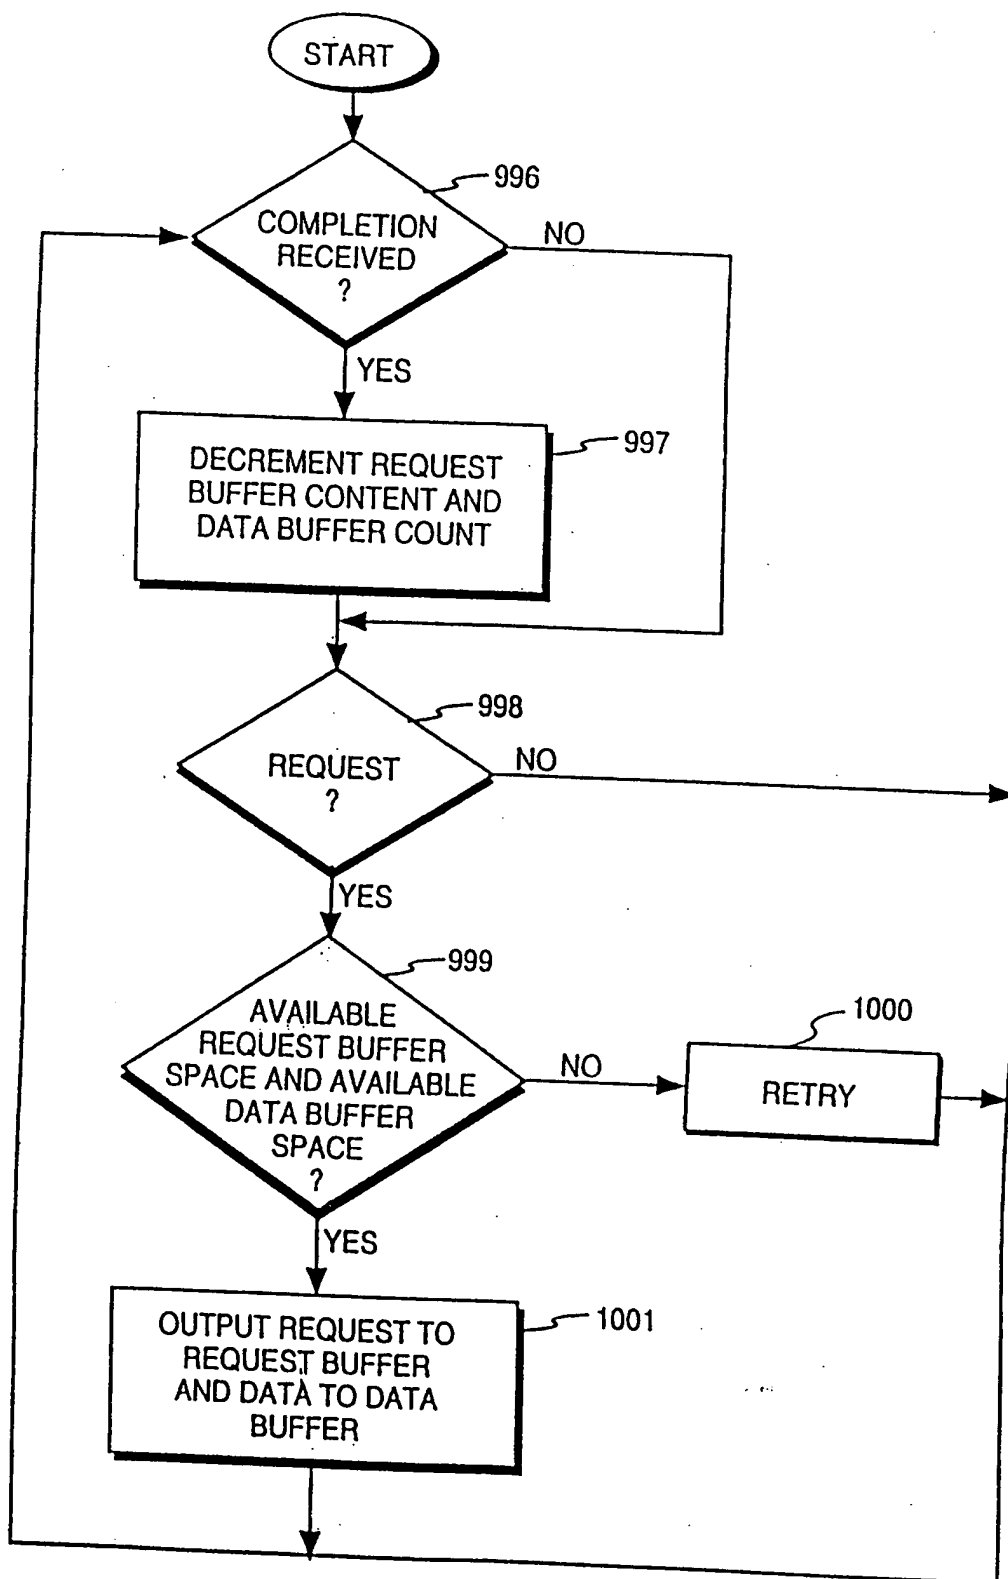 START
996
COMPLETION
RECEIVED
?
NO
YES
997
DECREMENT REQUEST
BUFFER CONTENT AND
DATA BUFFER COUNT
998
REQUEST
?
NO
YES
999
AVAILABLE
REQUEST BUFFER
SPACE AND AVAILABLE
DATA BUFFER
SPACE
?
NO
1000
RETRY
YES
1001
OUTPUT REQUEST TO
REQUEST BUFFER
AND DATA TO DATA
BUFFER